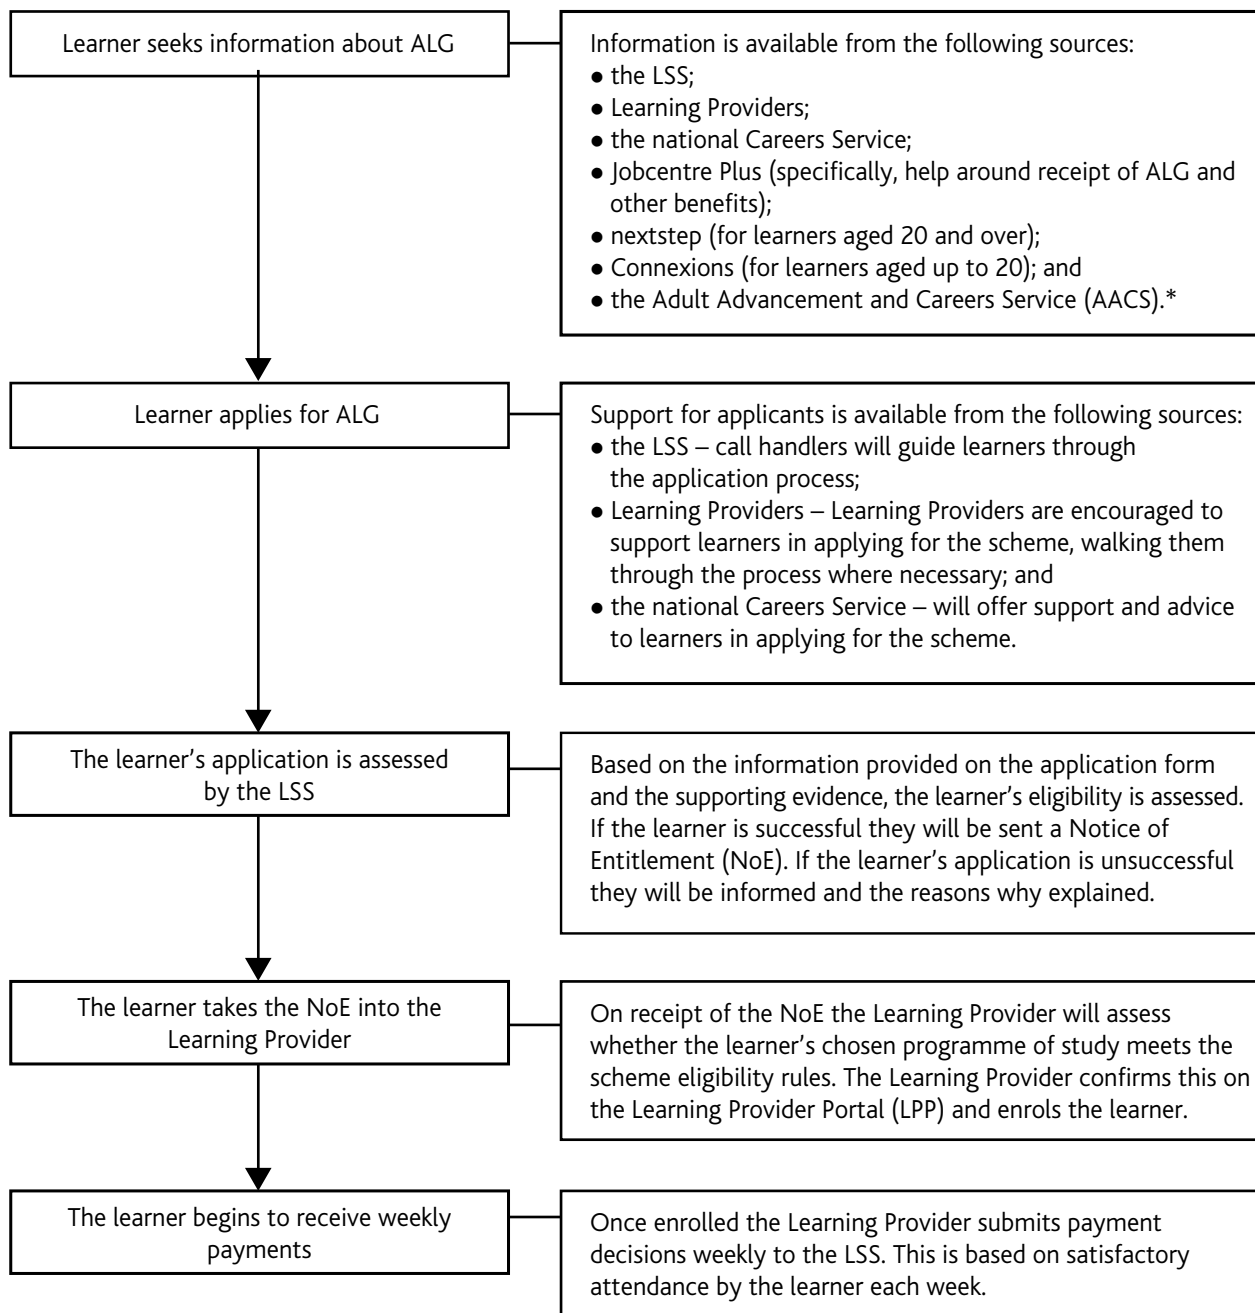 Learner seeks information about ALG
Information is available from the following sources:
• the LSS;
• Learning Providers;
• the national Careers Service;
• Jobcentre Plus (specifically, help around receipt of ALG and
other benefits);
• nextstep (for learners aged 20 and over);
• Connexions (for learners aged up to 20); and
• the Adult Advancement and Careers Service (AACS).*
Learner applies for ALG
Support for applicants is available from the following sources:
• the LSS – call handlers will guide learners through
the application process;
• Learning Providers – Learning Providers are encouraged to
support learners in applying for the scheme, walking them
through the process where necessary; and
• the national Careers Service – will offer support and advice
to learners in applying for the scheme.
The learner’s application is assessed
by the LSS
Based on the information provided on the application form
and the supporting evidence, the learner’s eligibility is assessed.
If the learner is successful they will be sent a Notice of
Entitlement (NoE). If the learner’s application is unsuccessful
they will be informed and the reasons why explained.
The learner takes the NoE into the
Learning Provider
On receipt of the NoE the Learning Provider will assess
whether the learner’s chosen programme of study meets the
scheme eligibility rules. The Learning Provider confirms this on
the Learning Provider Portal (LPP) and enrols the learner.
The learner begins to receive weekly
payments
Once enrolled the Learning Provider submits payment
decisions weekly to the LSS. This is based on satisfactory
attendance by the learner each week.